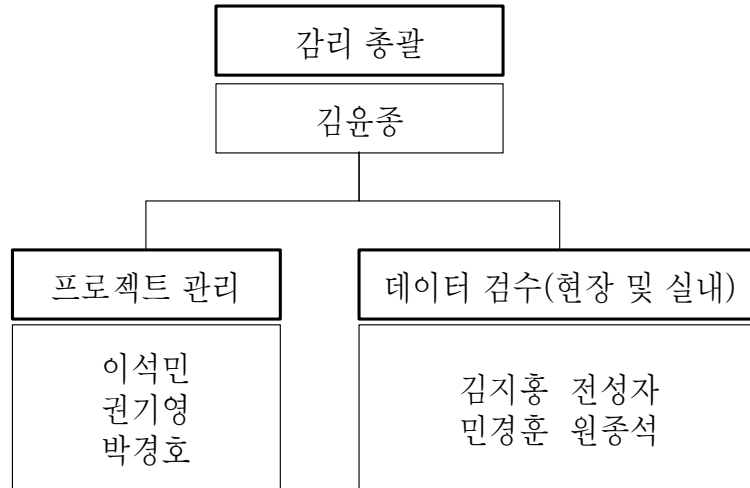 감리 총괄
김윤종
프로젝트 관리
이석민
권기영
박경호
데이터 검수(현장 및 실내)
김지홍 전성자
민경훈 원종석